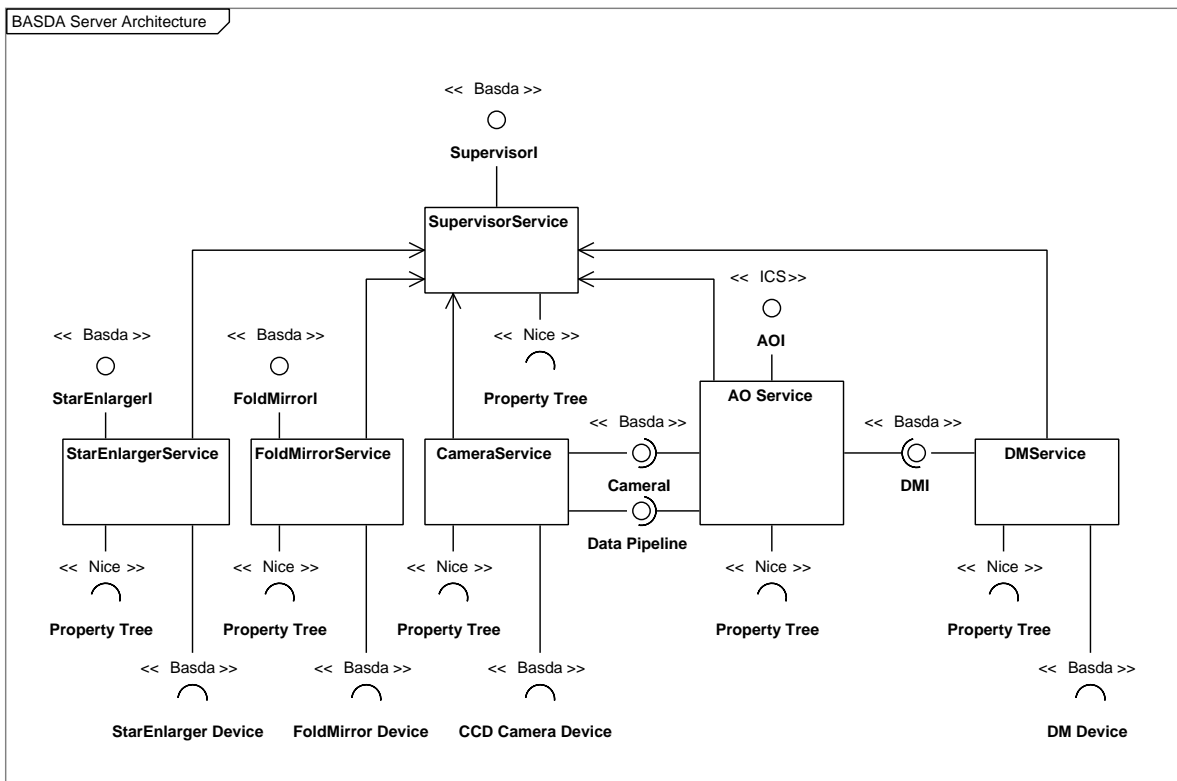 BASDA Server Architecture
<< Basda >>
SupervisorI
SupervisorService
<< ICS>>
AOI
<< Basda >>
StarEnlargerI
<< Basda >>
FoldMirrorI
<< Nice >>
Property Tree
AO Service
StarEnlargerService
FoldMirrorService
CameraService
<< Basda >>
CameraI
Data Pipeline
<< Basda >>
DMI
DMService
<< Nice >>
Property Tree
<< Nice >>
Property Tree
<< Nice >>
Property Tree
<< Nice >>
Property Tree
<< Nice >>
Property Tree
<< Basda >>
StarEnlarger Device
<< Basda >>
FoldMirror Device
<< Basda >>
CCD Camera Device
<< Basda >>
DM Device